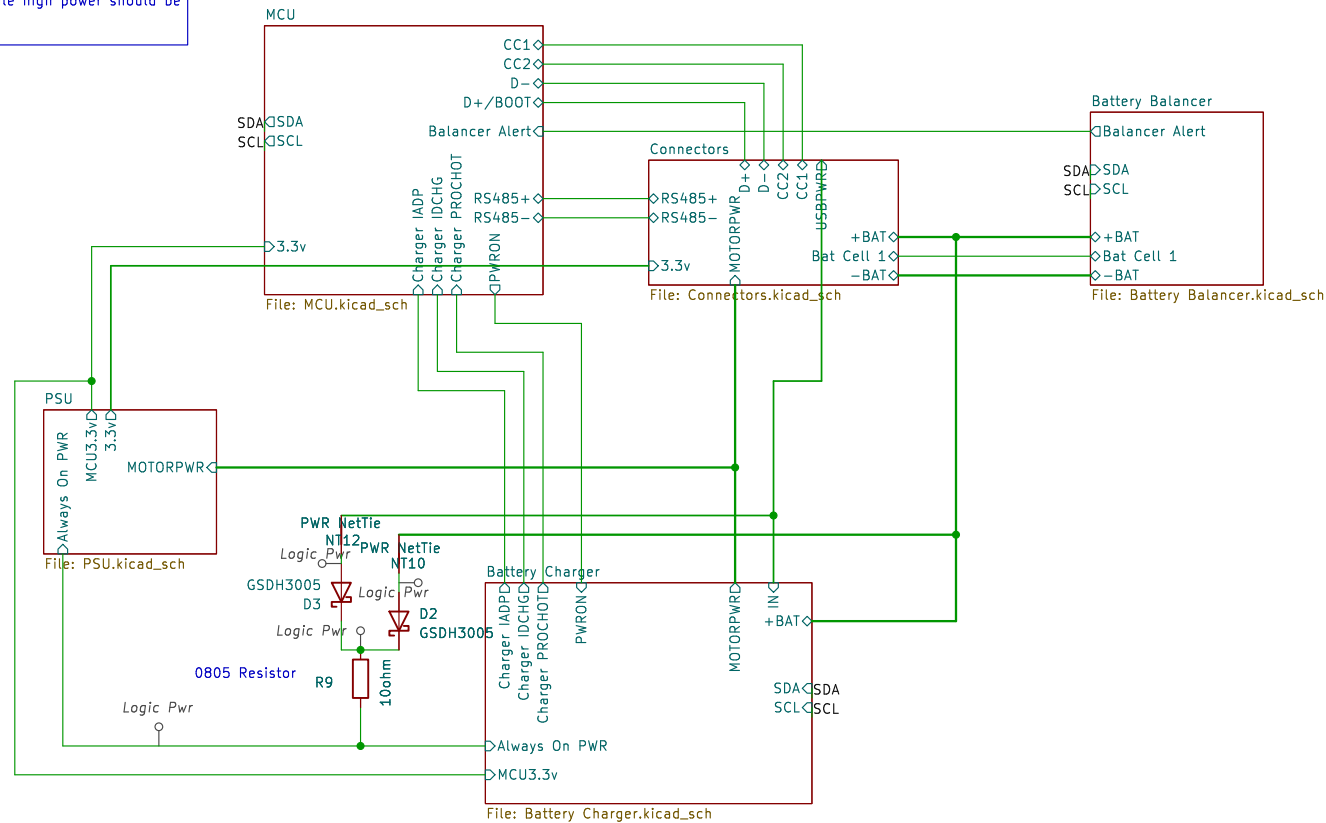 le high power should be
MCU
CC1
CC2
D-
D+/BOOT
Balancer Alert
SDA
SDA
SCL
SCL
Charger IADP
Charger IDCHG
Charger PROCHOT
RS485+
RS485-
PWRON
3.3v
File: MCU.kicad_sch
Connectors
D+
D-
CC2
CC1
USBPWR
RS485+
RS485-
MOTORPWR
+BAT
Bat Cell 1
-BAT
3.3v
File: Connectors.kicad_sch
Battery Balancer
Balancer Alert
SDA
SDA
SCL
SCL
+BAT
Bat Cell 1
-BAT
File: Battery Balancer.kicad_sch
PSU
Always On PWR
MCU3.3v
3.3v
MOTORPWR
File: PSU.kicad_sch
PWR NetTie
NT12
Logic Pwr
PWR NetTie
NT10
Logic Pwr
GSDH3005
D3
D2
GSDH3005
Logic Pwr
0805 Resistor
R9
10ohm
Logic Pwr
Battery Charger
Charger IADP
Charger IDCHG
Charger PROCHOT
PWRON
MOTORPWR
IN
+BAT
SDA
SDA
SCL
SCL
Always On PWR
MCU3.3v
File: Battery Charger.kicad_sch